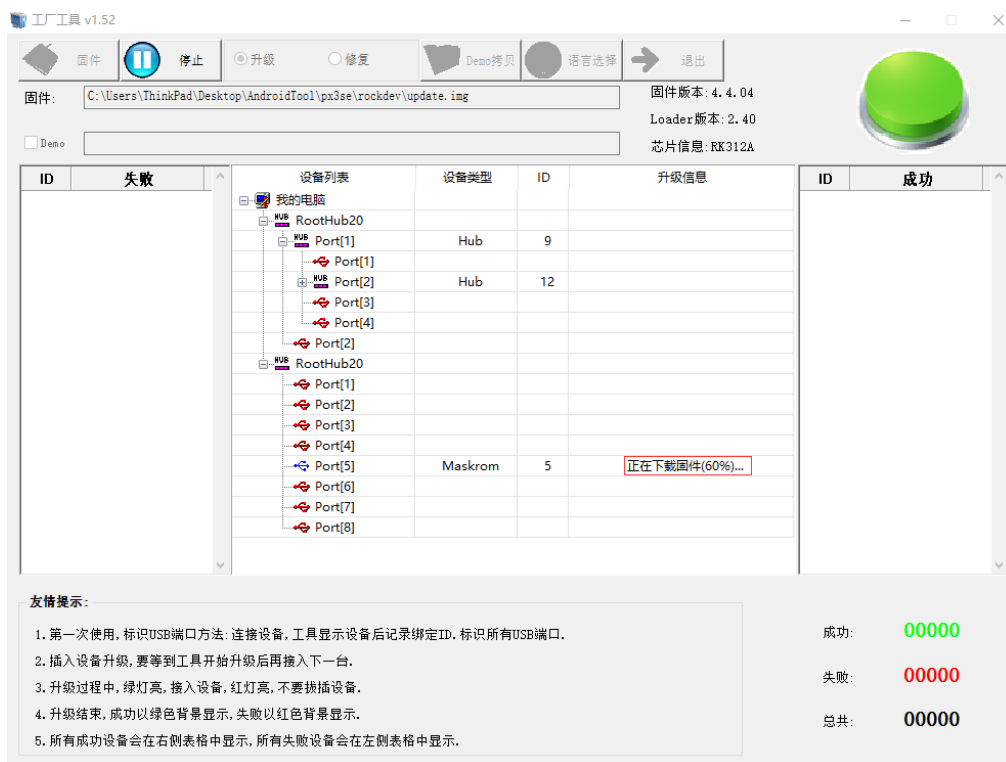 工厂工具 v1.52
固件 停止 升级 修复 Demo拷贝 语言选择 退出
固件: C:\Users\ThinkPad\Desktop\AndroidTool\px3se\rockdev\update.img 固件版本:4.4.04
Loader版本:2.40
Demo 芯片信息:RK312A
ID 失败 设备列表 设备类型 ID 升级信息 ID 成功
我的电脑
HUB RootHub20
HUB Port[1] Hub 9
Port[1]
HUB Port[2] Hub 12
Port[3]
Port[4]
Port[2]
HUB RootHub20
Port[1]
Port[2]
Port[3]
Port[4]
Port[5] Maskrom 5 正在下载固件(60%)...
Port[6]
Port[7]
Port[8]
友情提示:
1.第一次使用,标识USB端口方法:连接设备,工具显示设备后记录绑定ID.标识所有USB端口.
2.插入设备升级,要等到工具开始升级后再接入下一台.
3.升级过程中,绿灯亮,接入设备,红灯亮,不要拔插设备.
4.升级结束,成功以绿色背景显示,失败以红色背景显示.
5.所有成功设备会在右侧表格中显示,所有失败设备会在左侧表格中显示.
成功: 00000
失败: 00000
总共: 00000